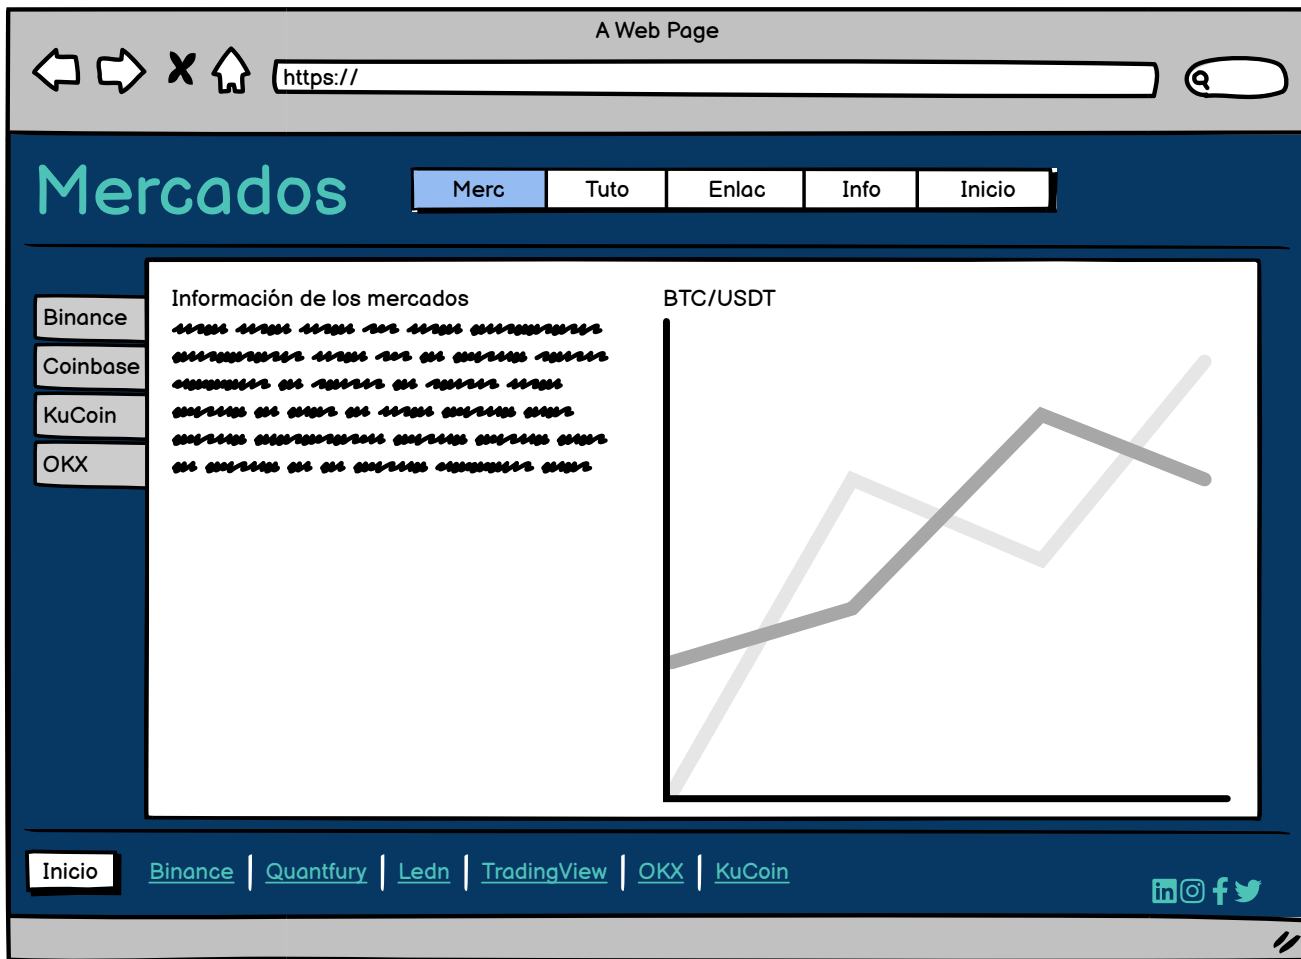 A Web Page
https://
Mercados
Merc Tuto Enlac Info Inicio
Binance
Coinbase
KuCoin
OKX
Información de los mercados
BTC/USDT
Inicio Binance Quantfury Ledn TradingView OKX KuCoin